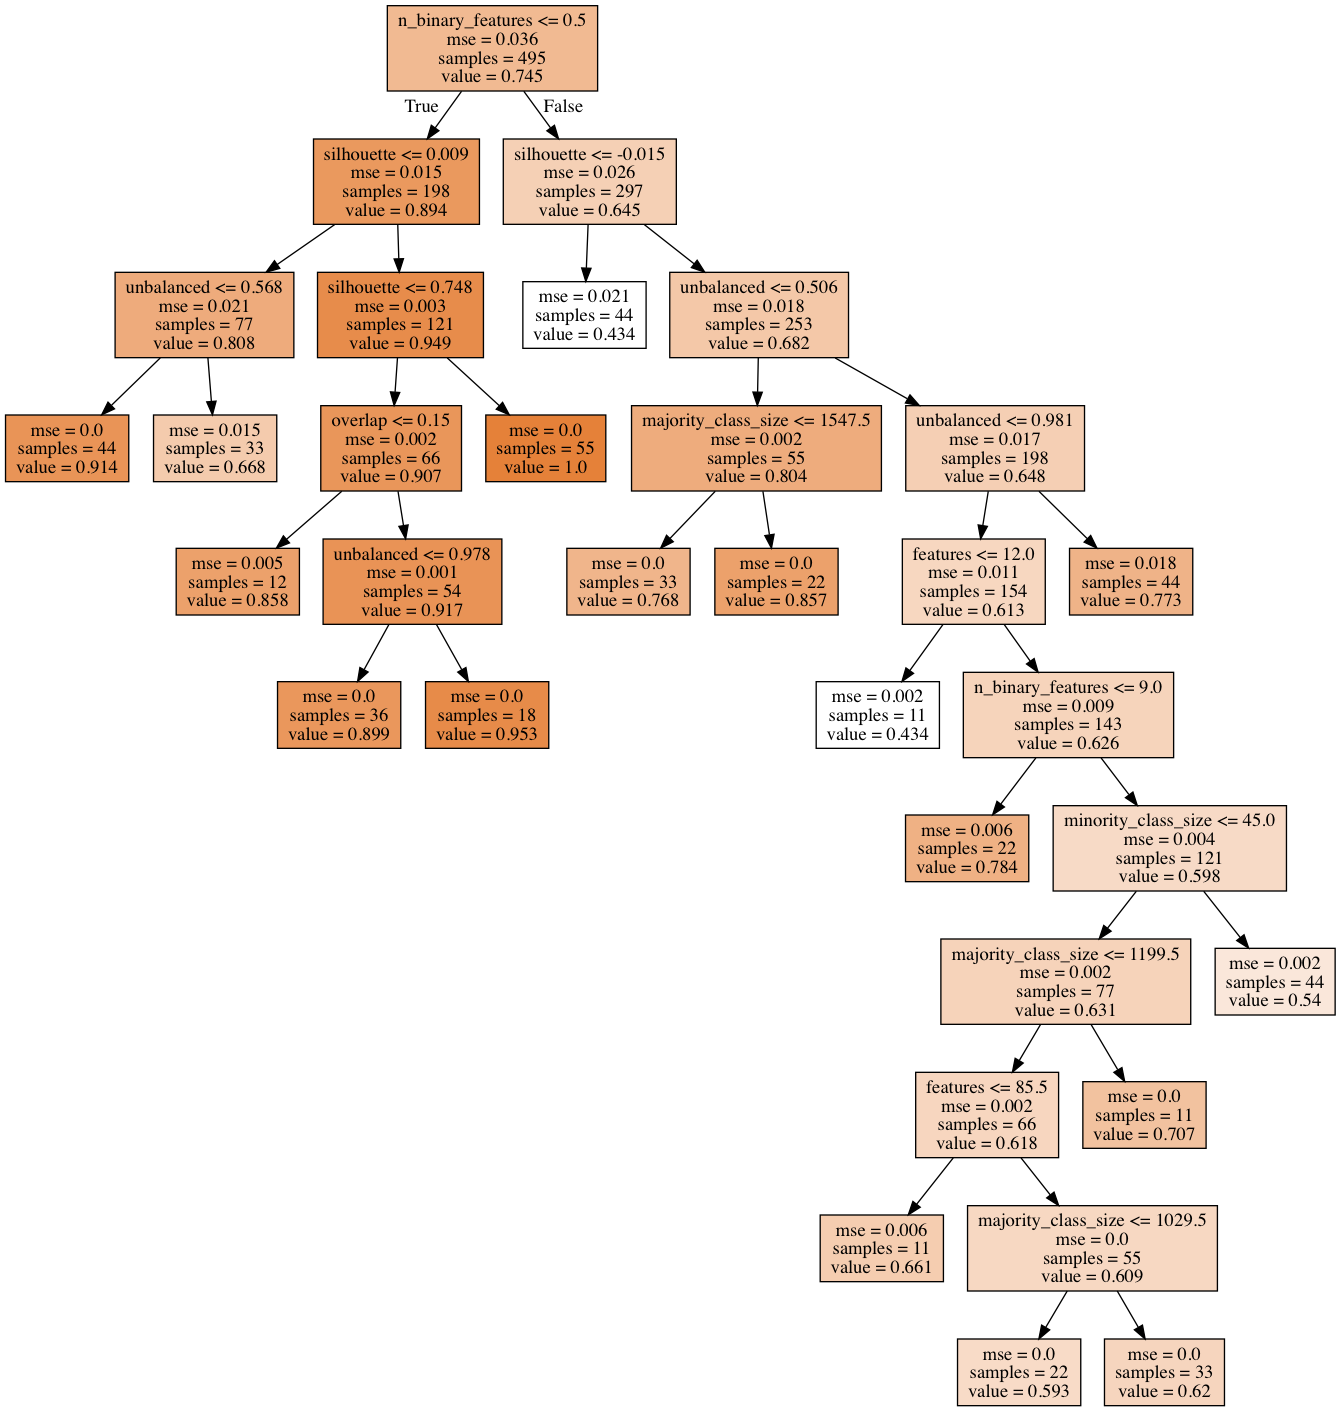 n_binary_features <= 0.5
mse = 0.036
samples = 495
value = 0.745
True
False
silhouette <= 0.009
mse = 0.015
samples = 198
value = 0.894
silhouette <= -0.015
mse = 0.026
samples = 297
value = 0.645
unbalanced <= 0.568
mse = 0.021
samples = 77
value = 0.808
silhouette <= 0.748
mse = 0.003
samples = 121
value = 0.949
mse = 0.021
samples = 44
value = 0.434
unbalanced <= 0.506
mse = 0.018
samples = 253
value = 0.682
mse = 0.0
samples = 44
value = 0.914
mse = 0.015
samples = 33
value = 0.668
overlap <= 0.15
mse = 0.002
samples = 66
value = 0.907
mse = 0.0
samples = 55
value = 1.0
majority_class_size <= 1547.5
mse = 0.002
samples = 55
value = 0.804
unbalanced <= 0.981
mse = 0.017
samples = 198
value = 0.648
mse = 0.005
samples = 12
value = 0.858
unbalanced <= 0.978
mse = 0.001
samples = 54
value = 0.917
mse = 0.0
samples = 33
value = 0.768
mse = 0.0
samples = 22
value = 0.857
features <= 12.0
mse = 0.011
samples = 154
value = 0.613
mse = 0.018
samples = 44
value = 0.773
mse = 0.0
samples = 36
value = 0.899
mse = 0.0
samples = 18
value = 0.953
mse = 0.002
samples = 11
value = 0.434
n_binary_features <= 9.0
mse = 0.009
samples = 143
value = 0.626
mse = 0.006
samples = 22
value = 0.784
minority_class_size <= 45.0
mse = 0.004
samples = 121
value = 0.598
majority_class_size <= 1199.5
mse = 0.002
samples = 77
value = 0.631
mse = 0.002
samples = 44
value = 0.54
features <= 85.5
mse = 0.002
samples = 66
value = 0.618
mse = 0.0
samples = 11
value = 0.707
mse = 0.006
samples = 11
value = 0.661
majority_class_size <= 1029.5
mse = 0.0
samples = 55
value = 0.609
mse = 0.0
samples = 22
value = 0.593
mse = 0.0
samples = 33
value = 0.62